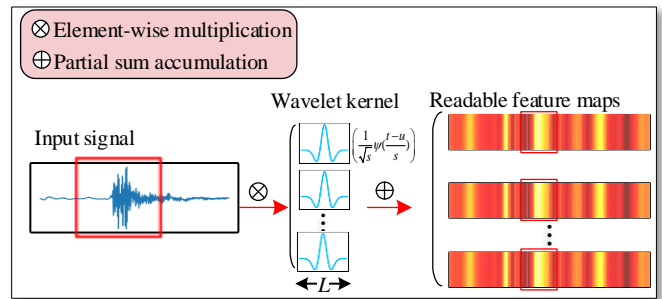 ⊗ Element-wise multiplication
⊕ Partial sum accumulation
Input signal
⊗
Wavelet kernel
(1/√s ψ(t−u/s))
⊕
Readable feature maps
L